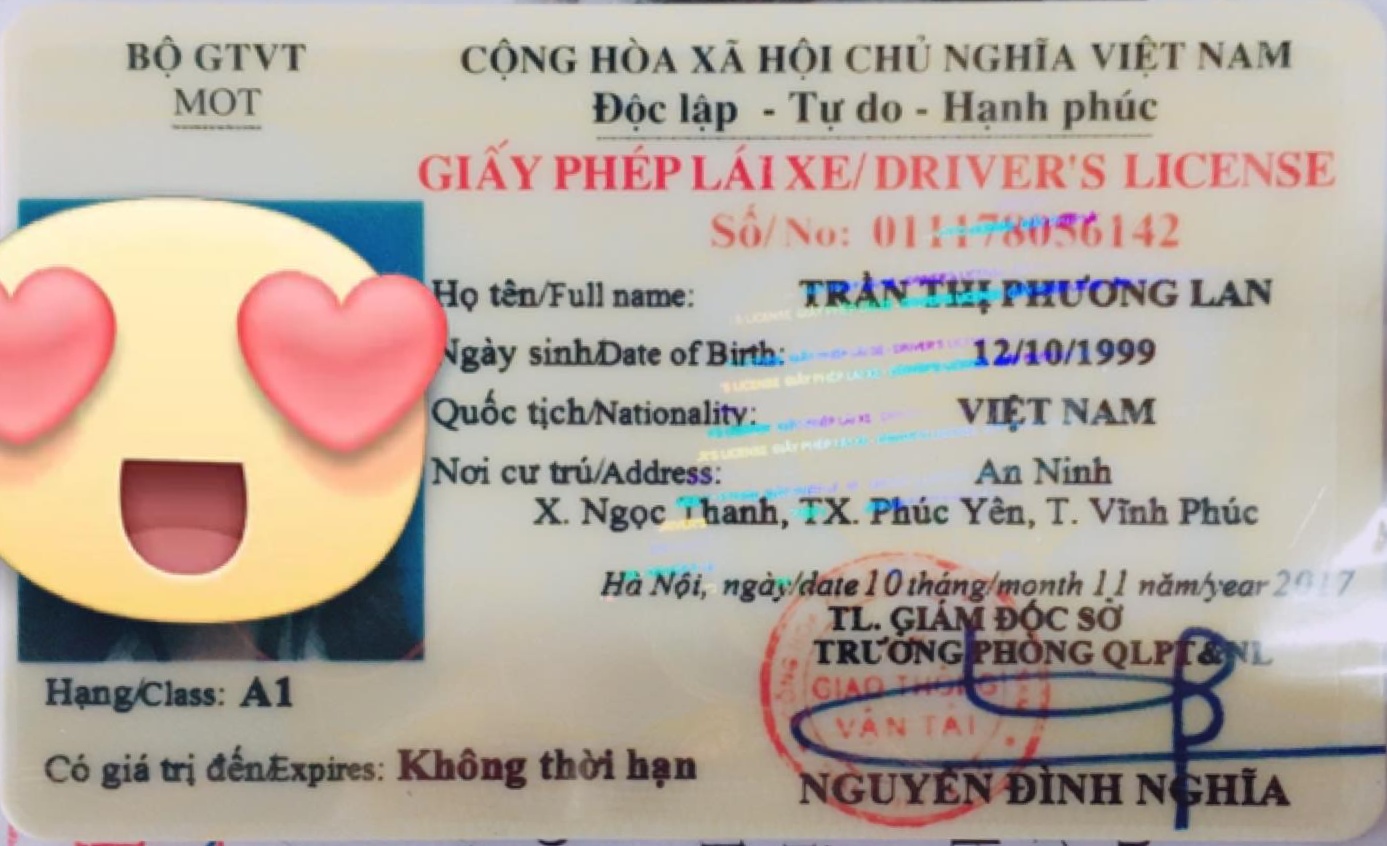 BỘ GTVT
MOT
CỘNG HÒA XÃ HỘI CHỦ NGHĨA VIỆT NAM
Độc lập - Tự do - Hạnh phúc
GIẤY PHÉP LÁI XE/DRIVER'S LICENSE
Số/No: 011178056142
Họ tên/Full name: TRẦN THỊ PHƯƠNG LAN
Ngày sinh/Date of Birth: 12/10/1999
Quốc tịch/Nationality: VIỆT NAM
Nơi cư trú/Address: An Ninh
X. Ngọc Thanh, TX. Phúc Yên, T. Vĩnh Phúc
Hà Nội, ngày/date 10 tháng/month 11 năm/year 2017
TL. GIÁM ĐỐC SỞ
TRƯỞNG PHÒNG QLPT&NL
GIAO THÔNG
VẬN TẢI
NGUYỄN ĐÌNH NGHĨA
Hạng/Class: A1
Có giá trị đến/Expires: Không thời hạn